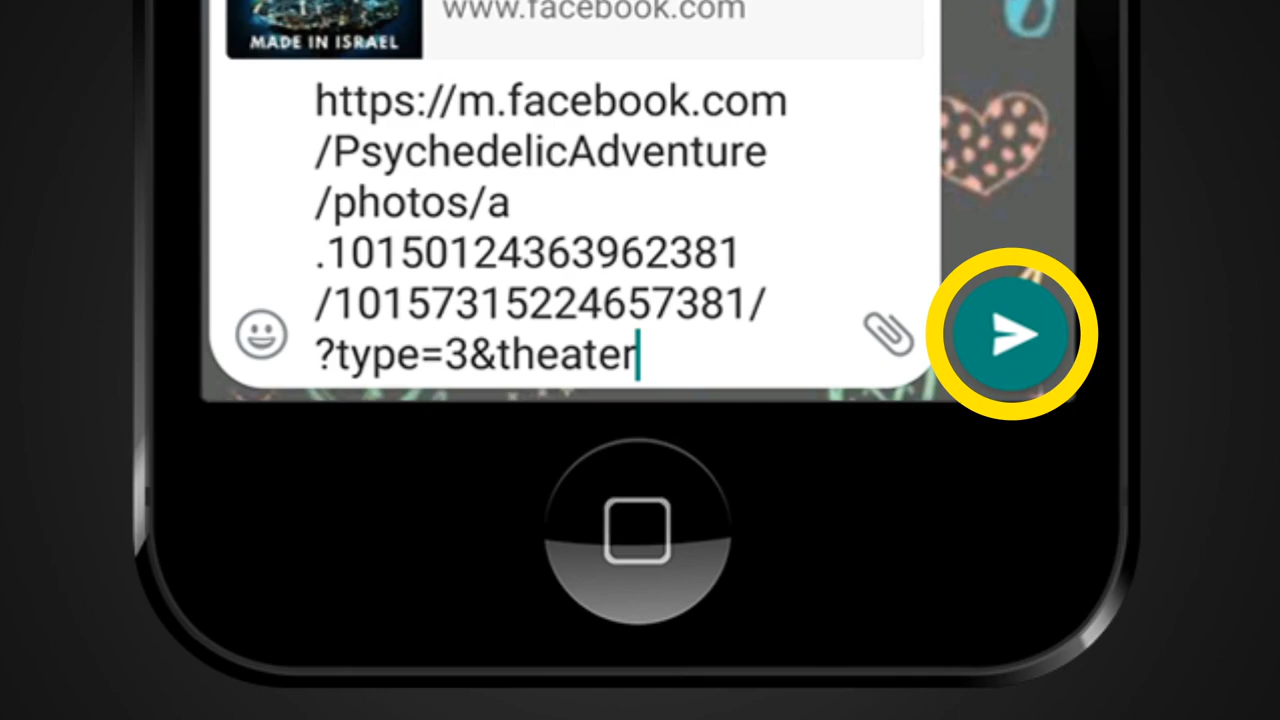 www.facebook.com
MADE IN ISRAEL
https://m.facebook.com
/PsychedelicAdventure
/photos/a
.10150124363962381
/10157315224657381/
?type=3&theater